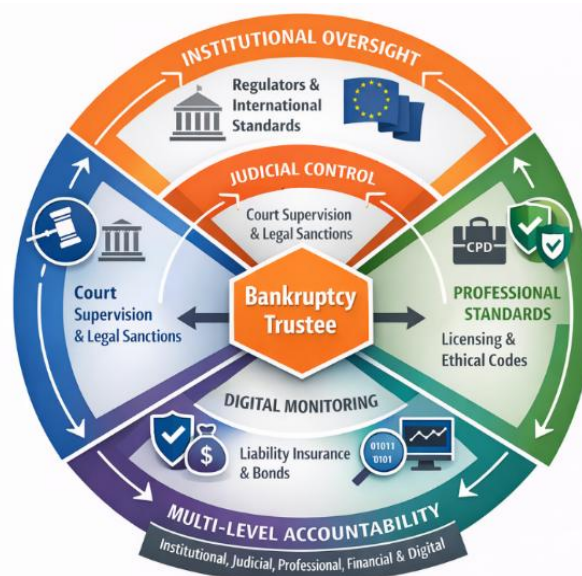 INSTITUTIONAL OVERSIGHT
Regulators &
International
Standards
JUDICIAL CONTROL
Court Supervision
& Legal Sanctions
Court
Supervision
& Legal Sanctions
Bankruptcy
Trustee
CPD
PROFESSIONAL
STANDARDS
Licensing &
Ethical Codes
DIGITAL MONITORING
$
Liability Insurance
& Bonds
01011
0101
MULTI-LEVEL ACCOUNTABILITY
Institutional, Judicial, Professional, Financial & Digital